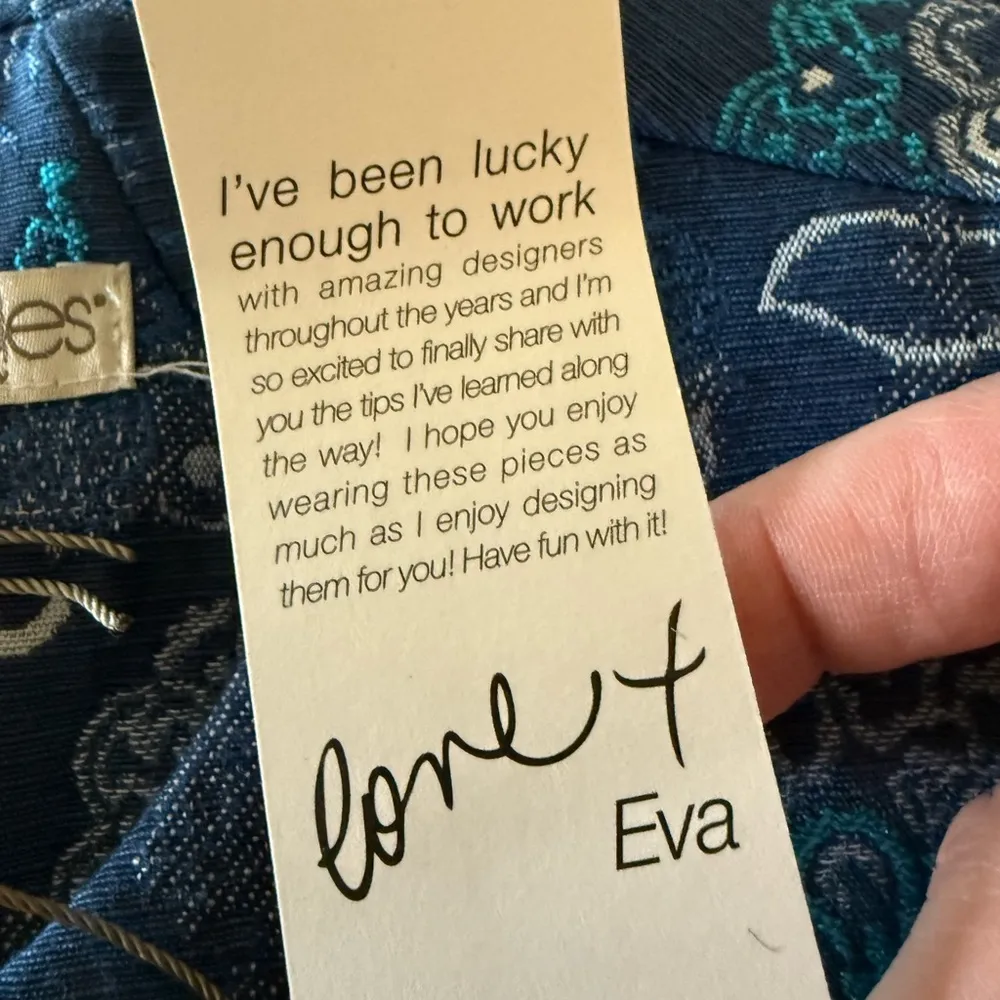 I've been lucky
enough to work
with amazing designers
throughout the years and I'm
so excited to finally share with
you the tips I've learned along
the way! I hope you enjoy
wearing these pieces as
much as I enjoy designing
them for you! Have fun with it!
love x
Eva
es